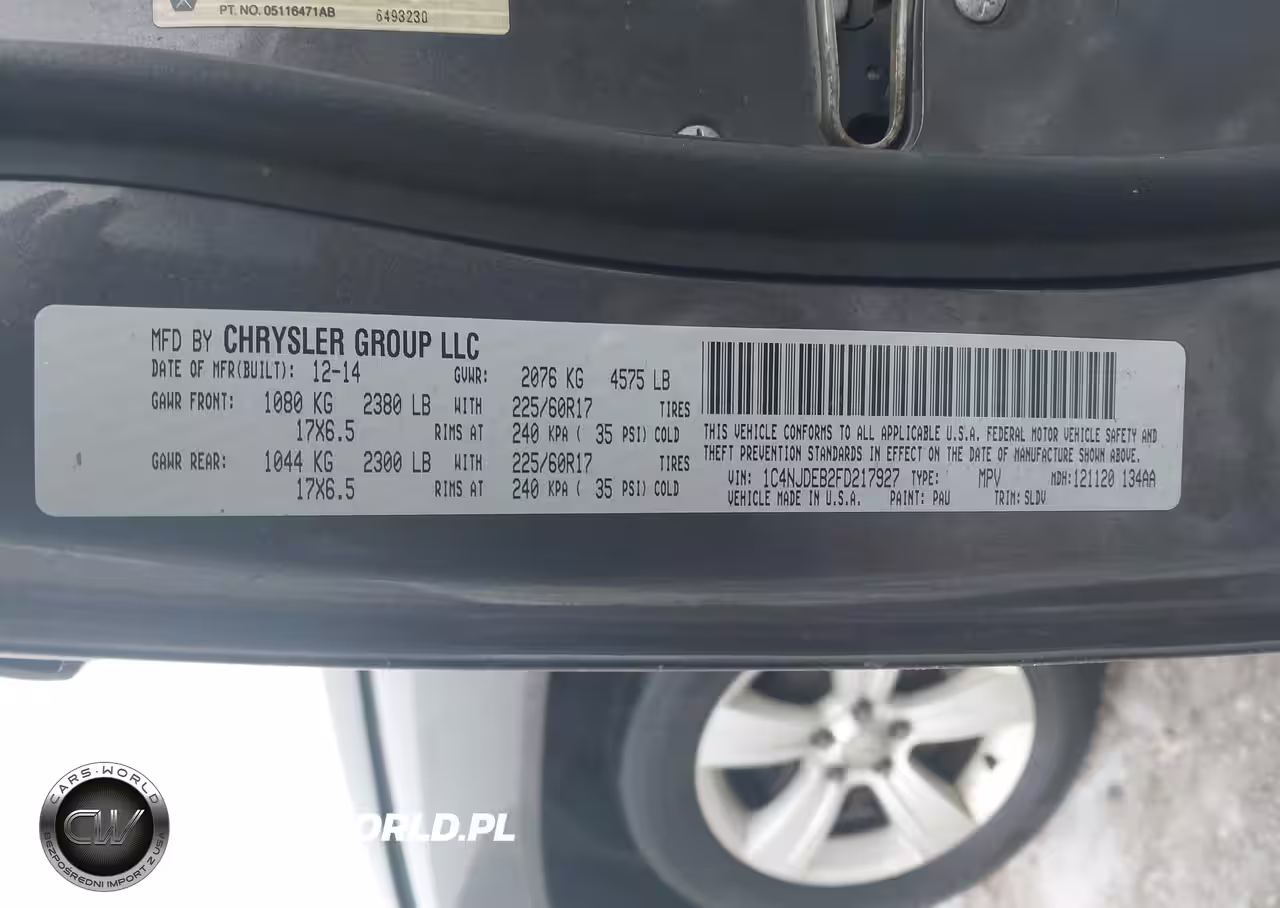 PT. NO. 05116471AB 6493230
MFD BY CHRYSLER GROUP LLC
DATE OF MFR(BUILT): 12-14 GVWR: 2076 KG 4575 LB
GAWR FRONT: 1080 KG 2380 LB WITH 225/60R17 TIRES
17X6.5 RIMS AT 240 KPA ( 35 PSI) COLD
GAWR REAR: 1044 KG 2300 LB WITH 225/60R17 TIRES
17X6.5 RIMS AT 240 KPA ( 35 PSI) COLD
THIS VEHICLE CONFORMS TO ALL APPLICABLE U.S.A. FEDERAL MOTOR VEHICLE SAFETY AND
THEFT PREVENTION STANDARDS IN EFFECT ON THE DATE OF MANUFACTURE SHOWN ABOVE.
VIN: 1C4NJDEB2FD217927 TYPE: MPV MDH: 121120 134AA
VEHICLE MADE IN U.S.A. PAINT: PAU TRIM: SLDV
CARS-WORLD
CW
BEZPOŚREDNI IMPORT Z USA
ORLD.PL